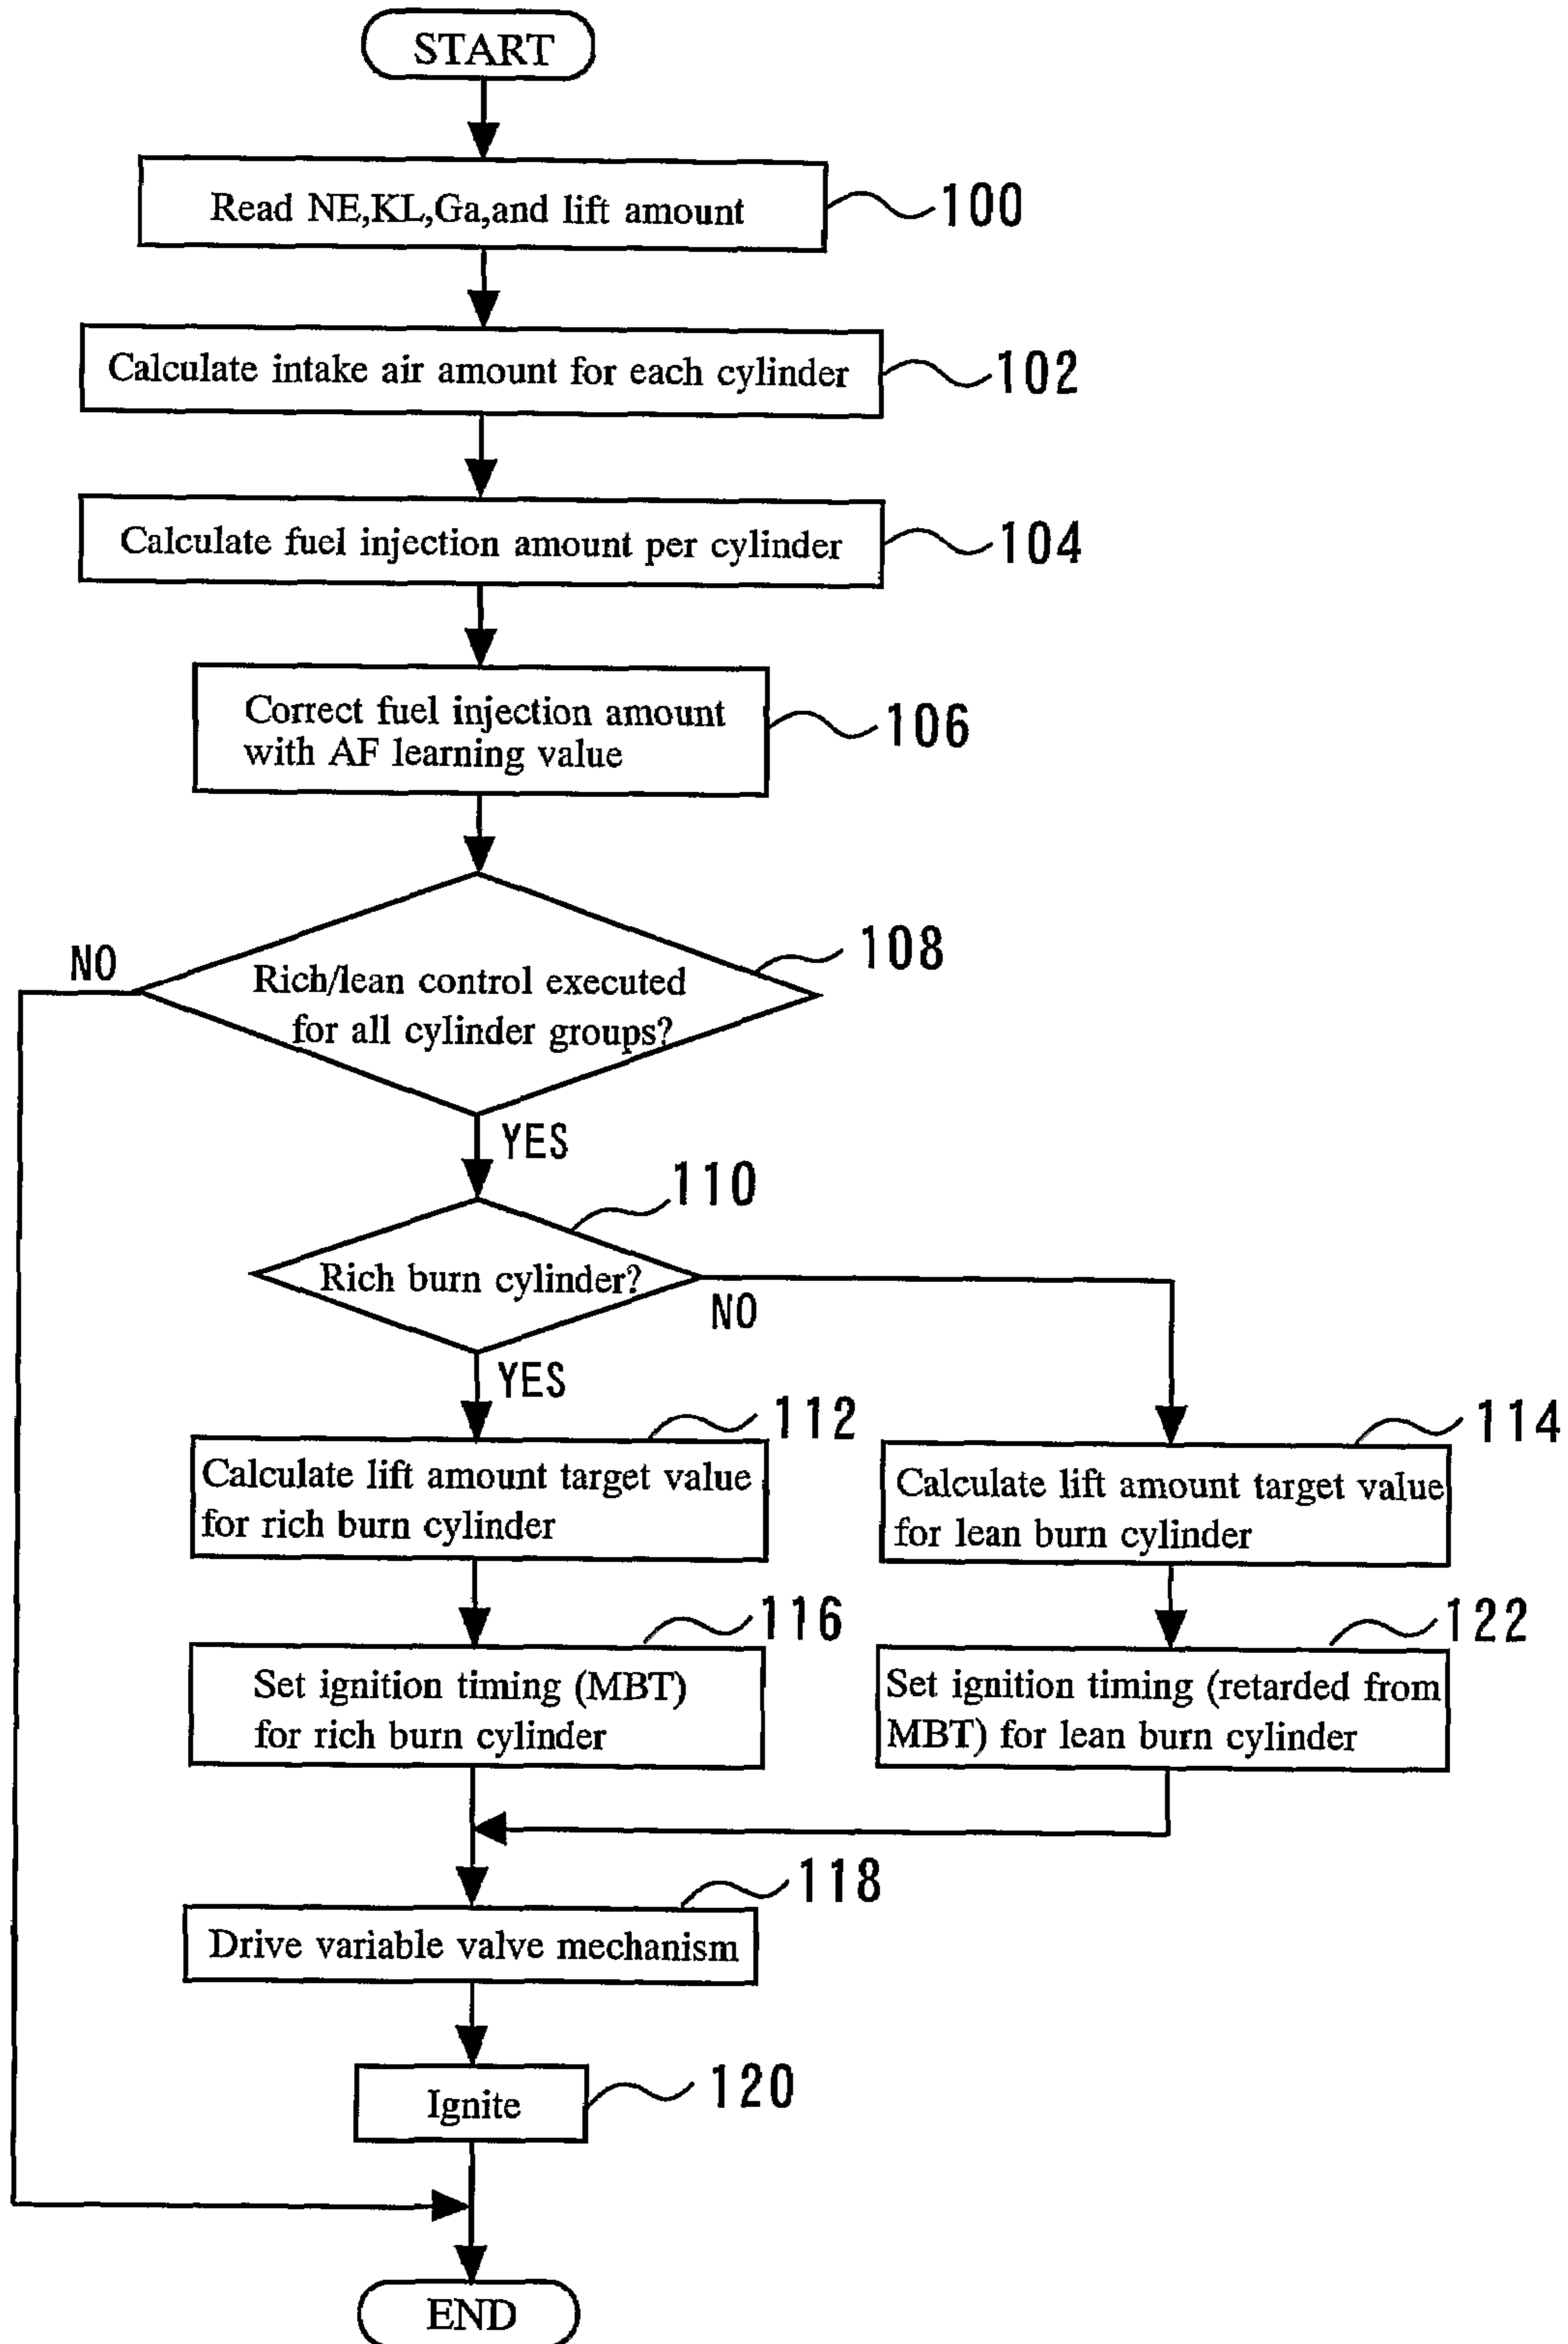 START
Read NE,KL,Ga,and lift amount
100
Calculate intake air amount for each cylinder
102
Calculate fuel injection amount per cylinder
104
Correct fuel injection amount
with AF learning value
106
NO
108
Rich/lean control executed
for all cylinder groups?
YES
110
Rich burn cylinder?
NO
YES
112
Calculate lift amount target value
for rich burn cylinder
114
Calculate lift amount target value
for lean burn cylinder
116
Set ignition timing (MBT)
for rich burn cylinder
122
Set ignition timing (retarded from
MBT) for lean burn cylinder
118
Drive variable valve mechanism
120
Ignite
END